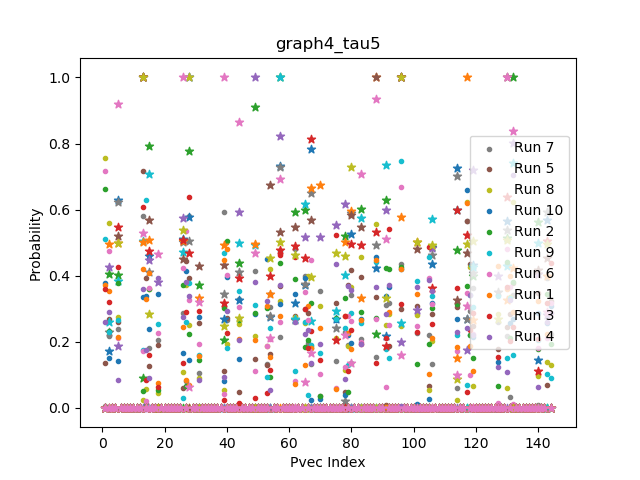 graph4_tau5
1.0
0.8
0.6
0.4
0.2
0.0
Probability
0 20 40 60 80 100 120 140
Pvec Index
Run 7
Run 5
Run 8
Run 10
Run 2
Run 9
Run 6
Run 1
Run 3
Run 4